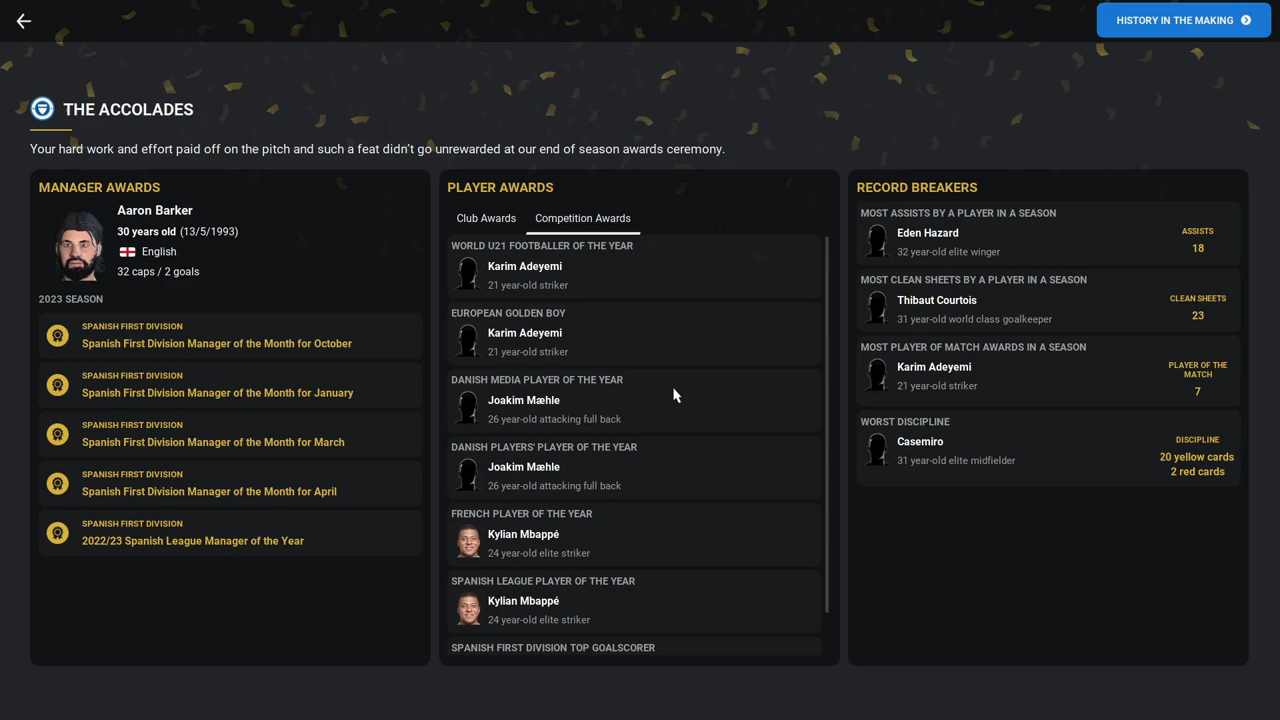 HISTORY IN THE MAKING
THE ACCOLADES
Your hard work and effort paid off on the pitch and such a feat didn't go unrewarded at our end of season awards ceremony.
MANAGER AWARDS
Aaron Barker
30 years old (13/5/1993)
English
32 caps / 2 goals
2023 SEASON
SPANISH FIRST DIVISION
Spanish First Division Manager of the Month for October
SPANISH FIRST DIVISION
Spanish First Division Manager of the Month for January
SPANISH FIRST DIVISION
Spanish First Division Manager of the Month for March
SPANISH FIRST DIVISION
Spanish First Division Manager of the Month for April
SPANISH FIRST DIVISION
2022/23 Spanish League Manager of the Year
PLAYER AWARDS
Club Awards Competition Awards
WORLD U21 FOOTBALLER OF THE YEAR
Karim Adeyemi
21 year-old striker
EUROPEAN GOLDEN BOY
Karim Adeyemi
21 year-old striker
DANISH MEDIA PLAYER OF THE YEAR
Joakim Mæhle
26 year-old attacking full back
DANISH PLAYERS' PLAYER OF THE YEAR
Joakim Mæhle
26 year-old attacking full back
FRENCH PLAYER OF THE YEAR
Kylian Mbappé
24 year-old elite striker
SPANISH LEAGUE PLAYER OF THE YEAR
Kylian Mbappé
24 year-old elite striker
SPANISH FIRST DIVISION TOP GOALSCORER
RECORD BREAKERS
MOST ASSISTS BY A PLAYER IN A SEASON
Eden Hazard
32 year-old elite winger
ASSISTS
18
MOST CLEAN SHEETS BY A PLAYER IN A SEASON
Thibaut Courtois
31 year-old world class goalkeeper
CLEAN SHEETS
23
MOST PLAYER OF MATCH AWARDS IN A SEASON
Karim Adeyemi
21 year-old striker
PLAYER OF THE
MATCH
7
WORST DISCIPLINE
Casemiro
31 year-old elite midfielder
DISCIPLINE
20 yellow cards
2 red cards